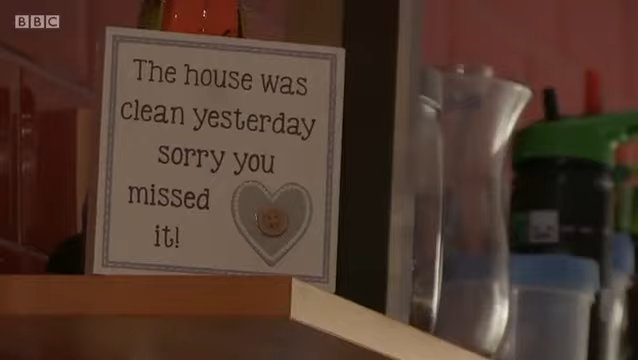 BBC
The house was
clean yesterday
sorry you
missed
it!